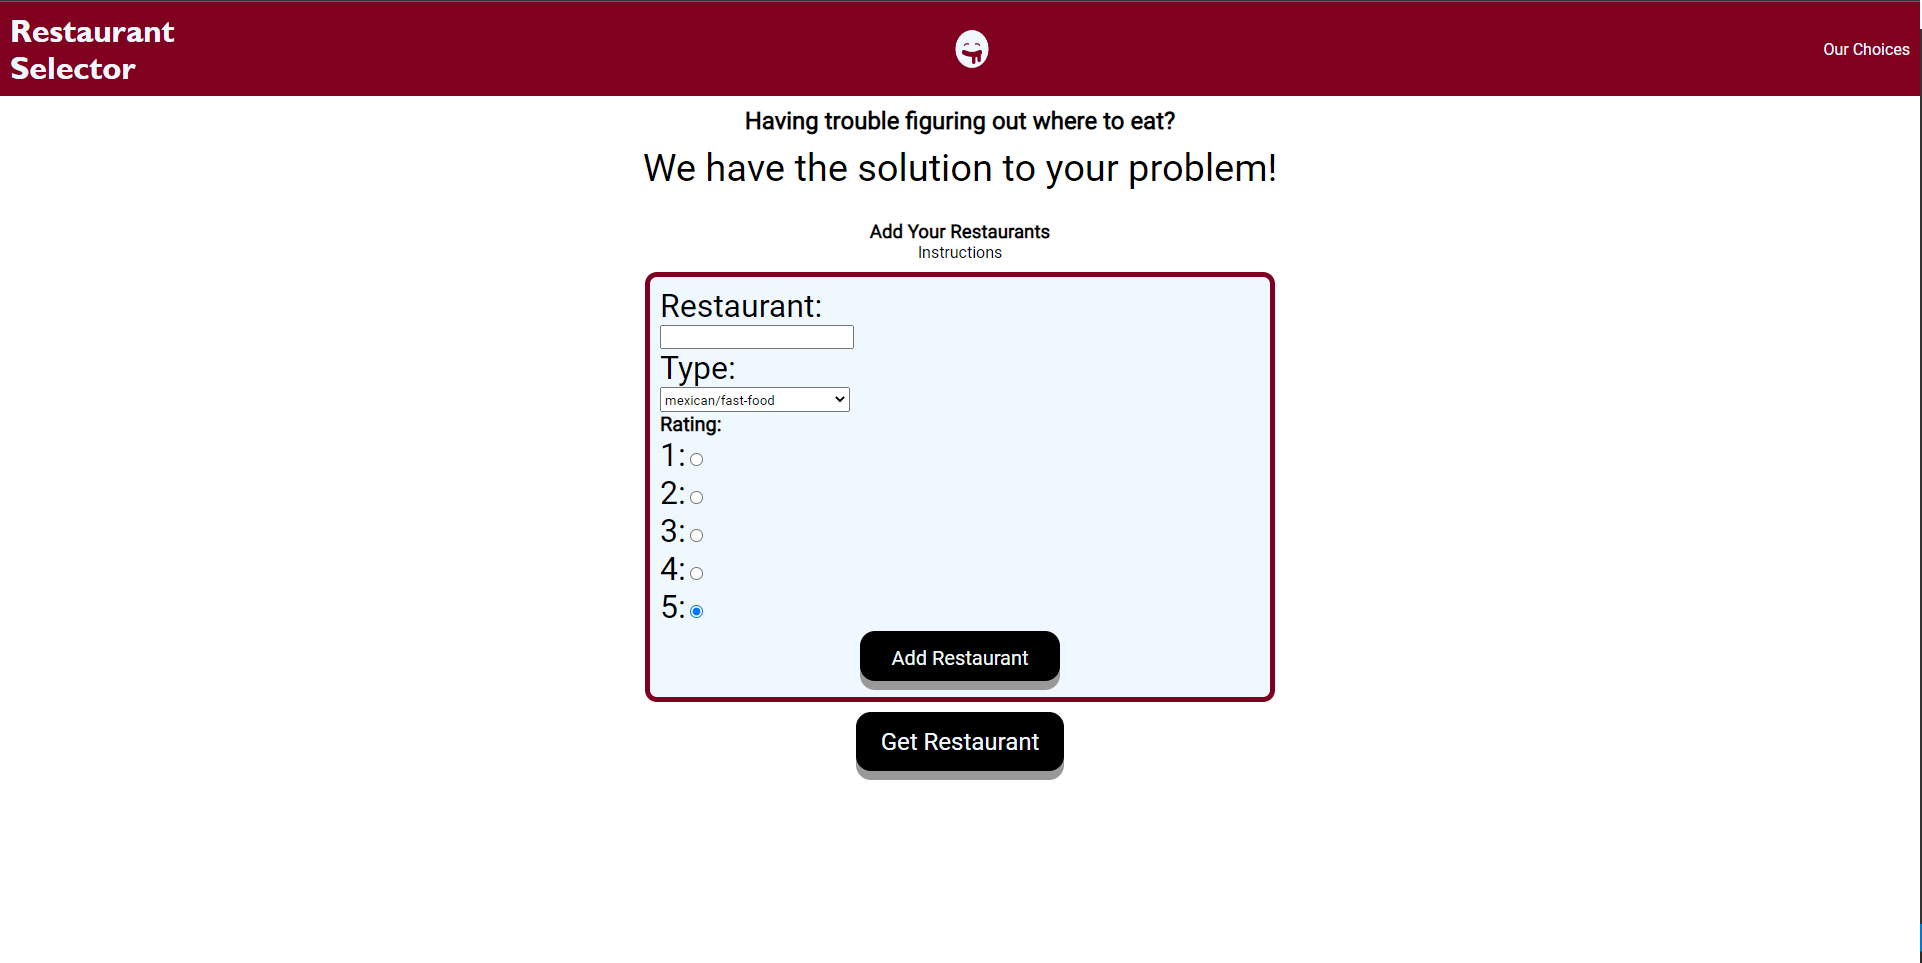 Restaurant
Selector
Our Choices
Having trouble figuring out where to eat?
We have the solution to your problem!
Add Your Restaurants
Instructions
Restaurant:
Type:
mexican/fast-food
Rating:
1:
2:
3:
4:
5:
Add Restaurant
Get Restaurant